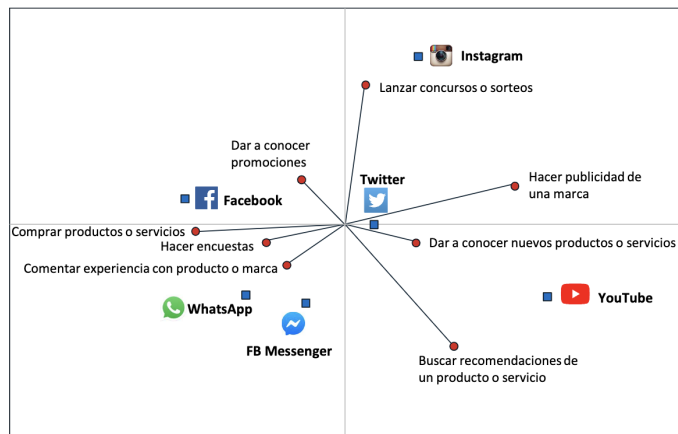 Instagram
Lanzar concursos o sorteos
Dar a conocer
promociones
Twitter
Hacer publicidad de
una marca
Facebook
Comprar productos o servicios
Hacer encuestas
Dar a conocer nuevos productos o servicios
Comentar experiencia con producto o marca
WhatsApp
YouTube
FB Messenger
Buscar recomendaciones de
un producto o servicio